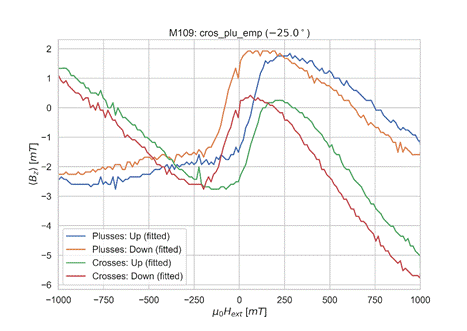 M109: cros_plu_emp (−25.0°)
2
1
0
−1
−2
−3
−4
−5
−6
⟨B_z⟩ [mT]
Plusses: Up (fitted)
Plusses: Down (fitted)
Crosses: Up (fitted)
Crosses: Down (fitted)
−1000 −750 −500 −250 0 250 500 750 1000
μ₀H_ext [mT]